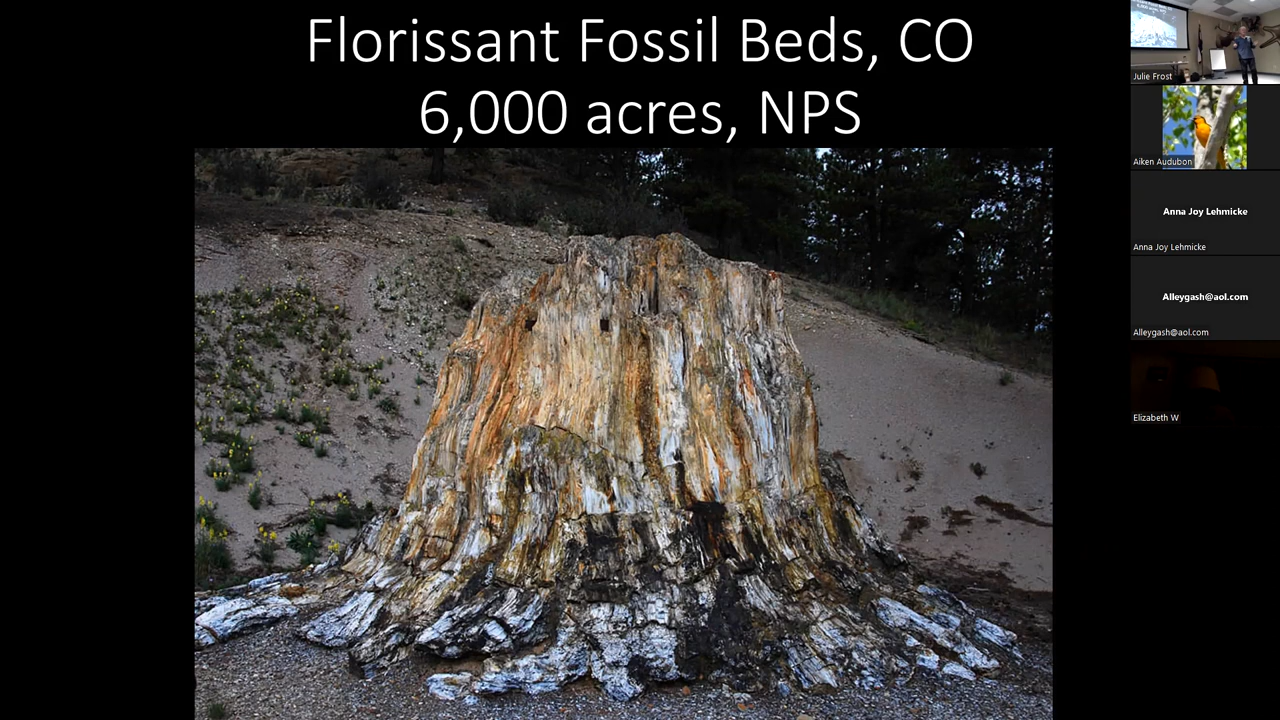 Florissant Fossil Beds, CO
6,000 acres, NPS
Julie Frost
Aiken Audubon
Anna Joy Lehmicke
Anna Joy Lehmicke
Alleygash@aol.com
Alleygash@aol.com
Elizabeth W